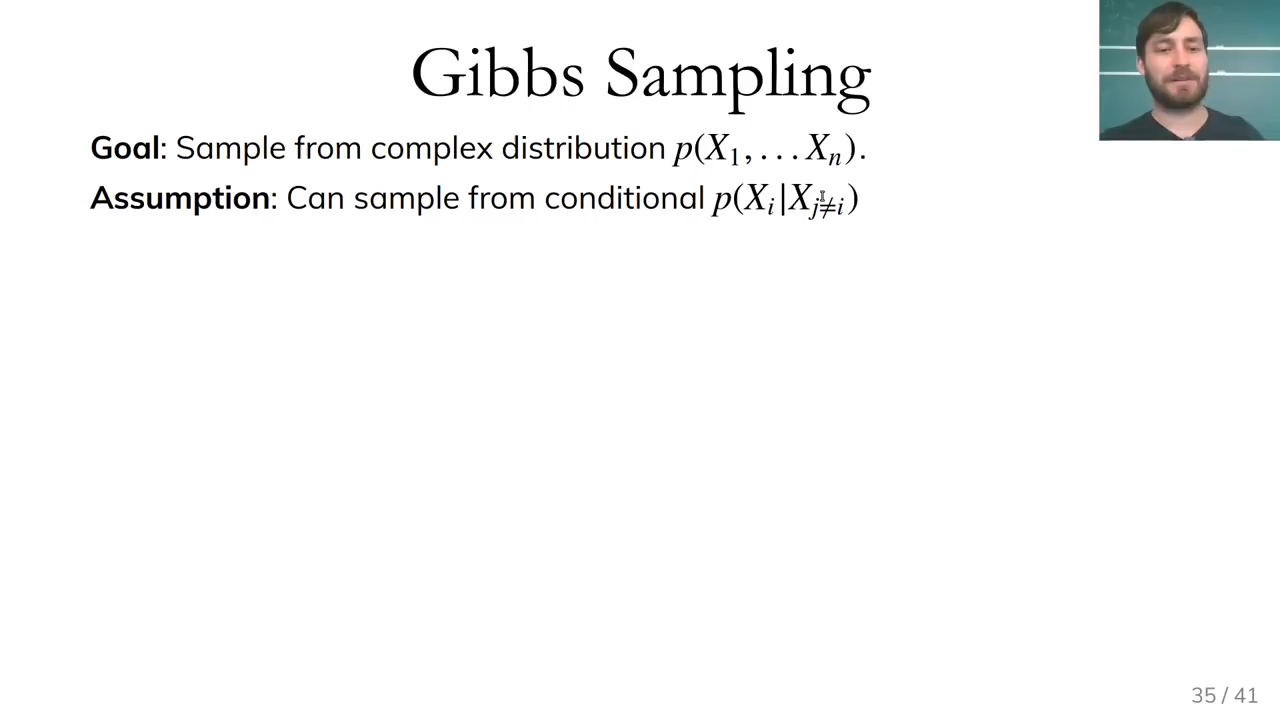 Gibbs Sampling
Goal: Sample from complex distribution p(X₁, . . . Xₙ).
Assumption: Can sample from conditional p(Xᵢ|Xⱼ≠ᵢ)
35 / 41